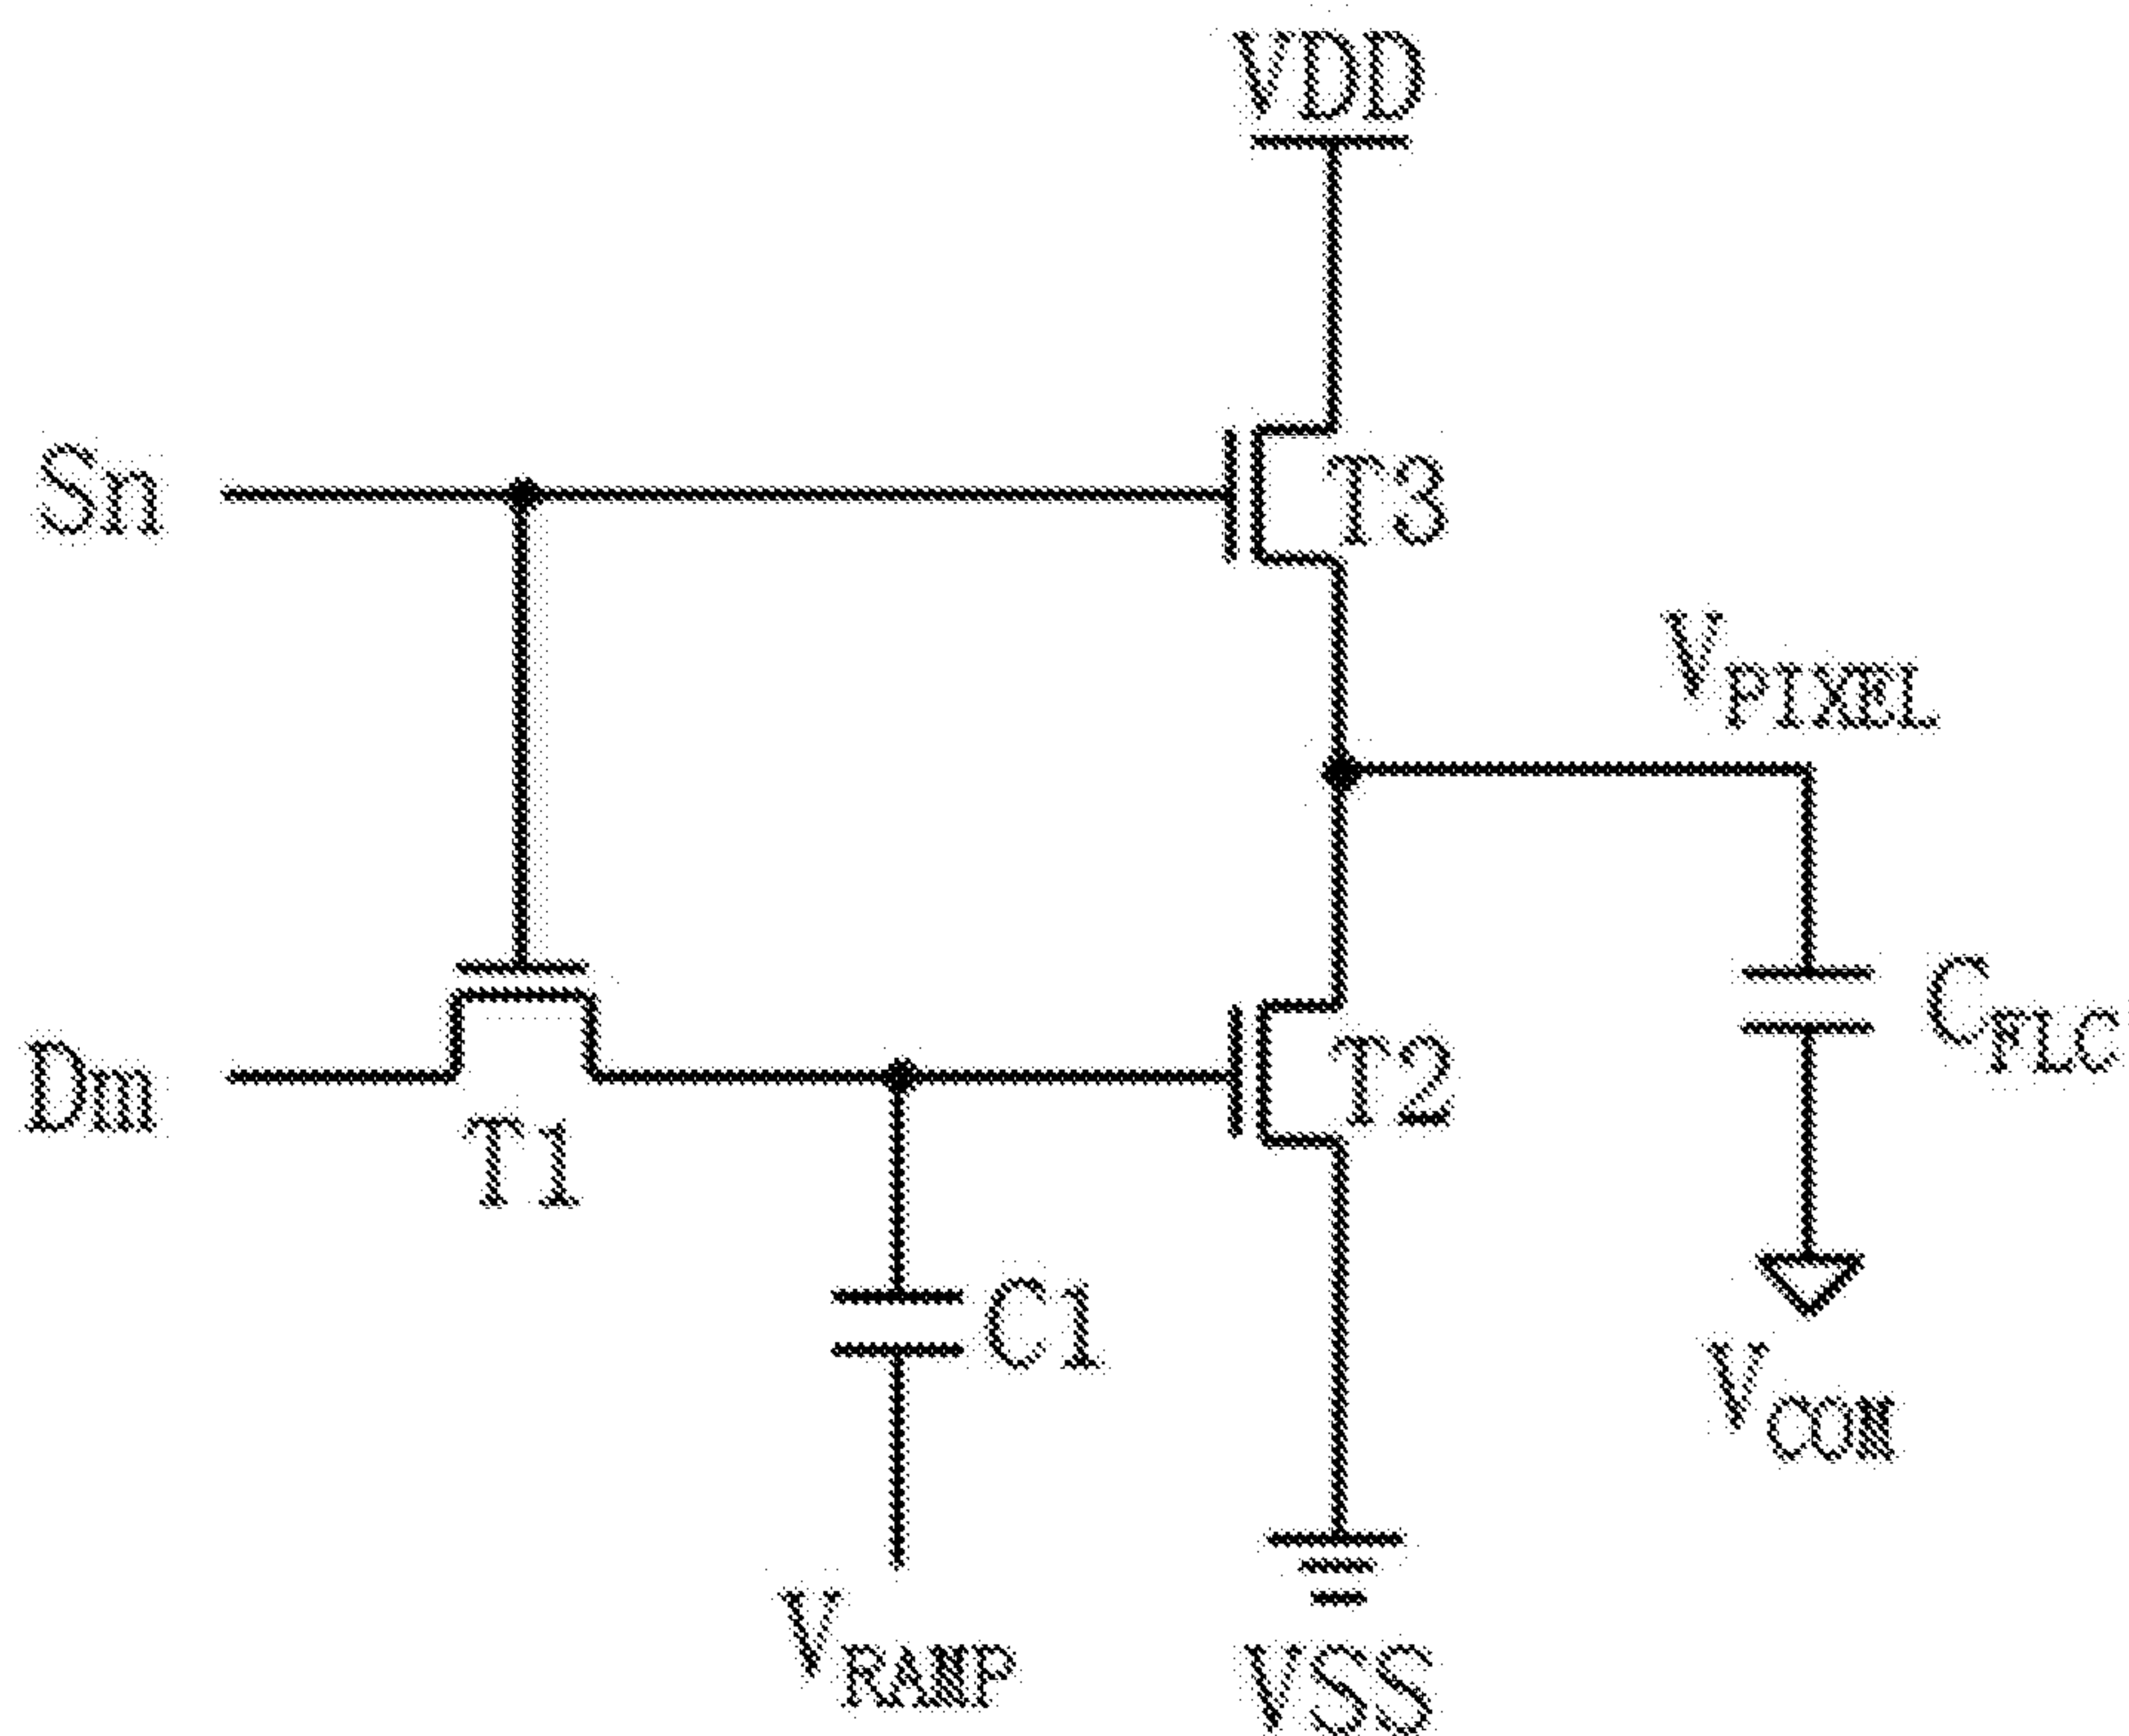 VDD
Sn
T3
VPIXEL
CFLC
Dm
T2
T1
C1
VCOM
VRAMP
VSS